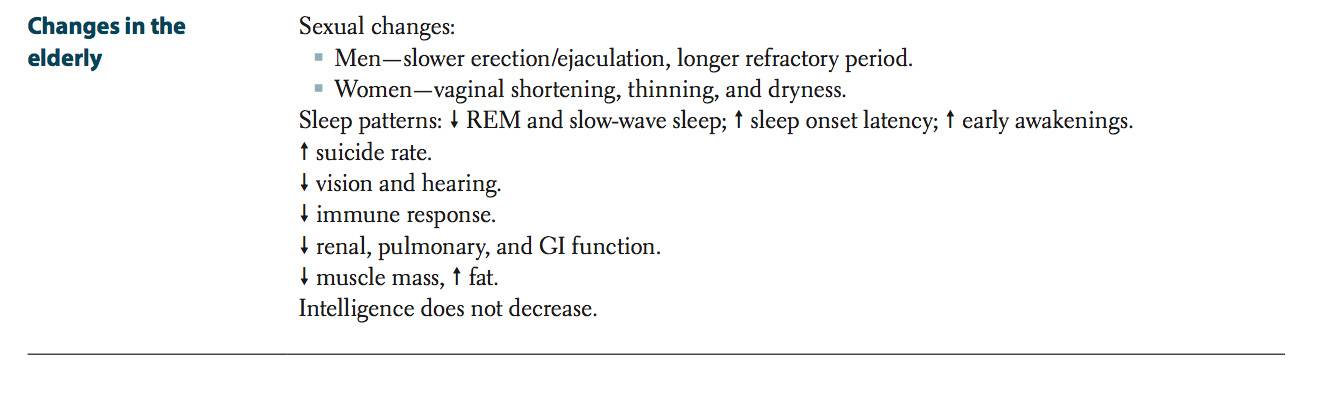 Changes in the
elderly
Sexual changes:
▪ Men—slower erection/ejaculation, longer refractory period.
▪ Women—vaginal shortening, thinning, and dryness.
Sleep patterns: ↓ REM and slow-wave sleep; ↑ sleep onset latency; ↑ early awakenings.
↑ suicide rate.
↓ vision and hearing.
↓ immune response.
↓ renal, pulmonary, and GI function.
↓ muscle mass, ↑ fat.
Intelligence does not decrease.